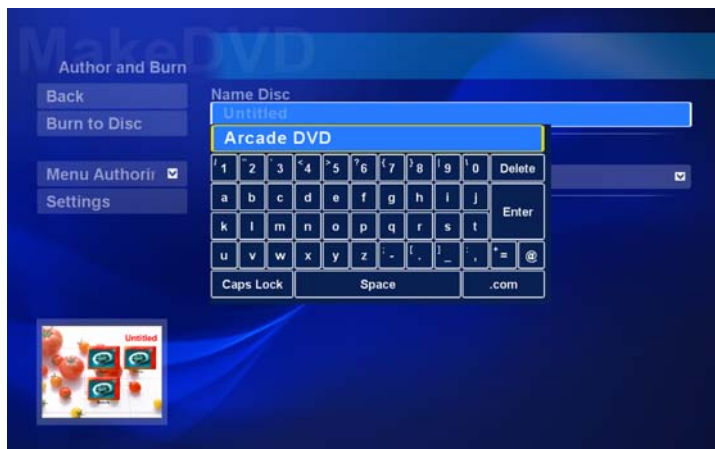 MakeDVD
Author and Burn
Back
Burn to Disc
Menu Authorir
Settings
Name Disc
Untitled
Arcade DVD
1 2 3 <4 >5 ?6 {7 }8 |9 \0 Delete
a b c d e f g h i j
Enter
k l m n o p q r s t
u v w x y z ;- [. ]_ :, *= @
Caps Lock Space .com
Untitled